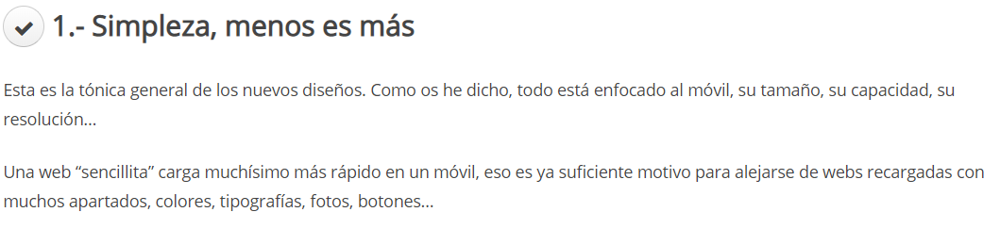 1.- Simpleza, menos es más
Esta es la tónica general de los nuevos diseños. Como os he dicho, todo está enfocado al móvil, su tamaño, su capacidad, su
resolución...
Una web “sencillita” carga muchísimo más rápido en un móvil, eso es ya suficiente motivo para alejarse de webs recargadas con
muchos apartados, colores, tipografías, fotos, botones...